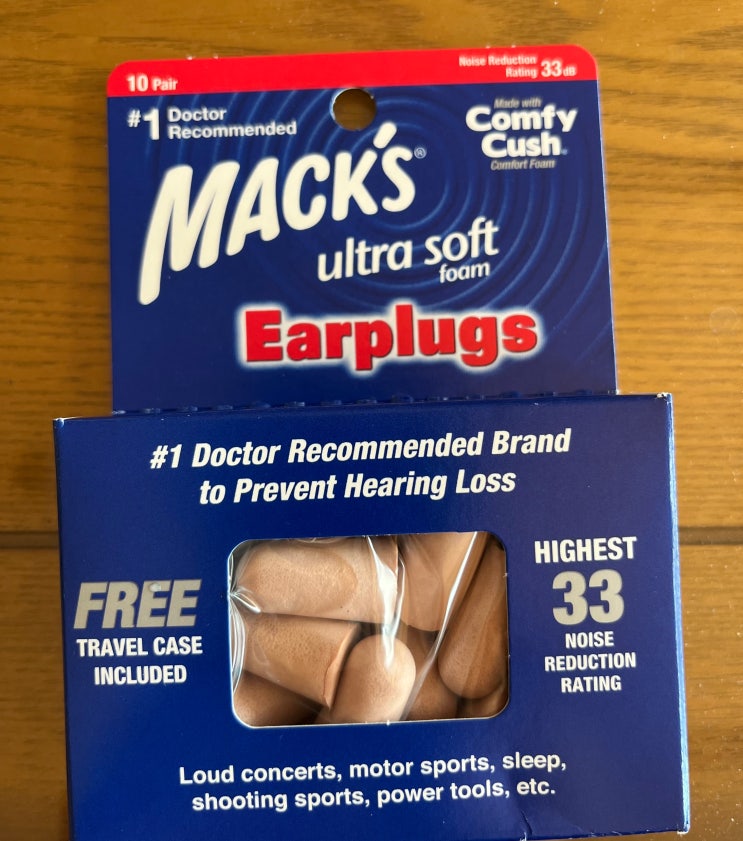 10 Pair
Noise Reduction
Rating 33 dB
#1 Doctor
Recommended
Made with
Comfy
Cush®
Comfort Foam
MACK'S®
ultra soft
foam
Earplugs
#1 Doctor Recommended Brand
to Prevent Hearing Loss
FREE
TRAVEL CASE
INCLUDED
HIGHEST
33
NOISE
REDUCTION
RATING
Loud concerts, motor sports, sleep,
shooting sports, power tools, etc.